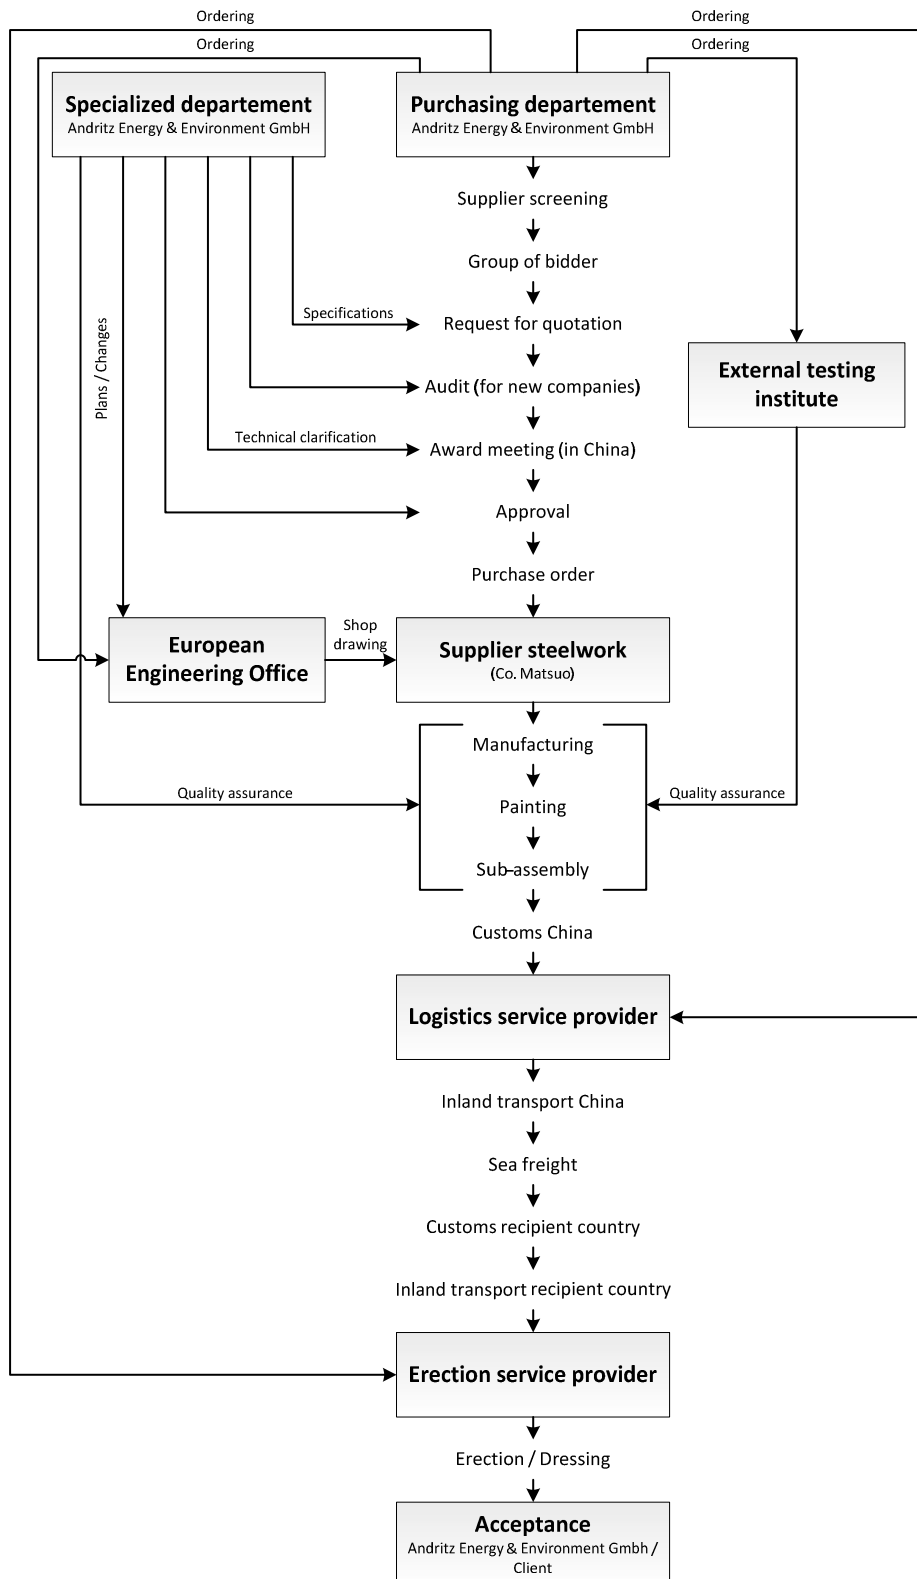 Ordering
Ordering
Ordering
Ordering
Specialized departement
Andritz Energy & Environment GmbH
Purchasing departement
Andritz Energy & Environment GmbH
Supplier screening
Group of bidder
Specifications
Request for quotation
Plans / Changes
External testing
institute
Audit (for new companies)
Technical clarification
Award meeting (in China)
Approval
Purchase order
European
Engineering Office
Shop
drawing
Supplier steelwork
(Co. Matsuo)
Manufacturing
Quality assurance
Painting
Quality assurance
Sub-assembly
Customs China
Logistics service provider
Inland transport China
Sea freight
Customs recipient country
Inland transport recipient country
Erection service provider
Erection / Dressing
Acceptance
Andritz Energy & Environment Gmbh /
Client